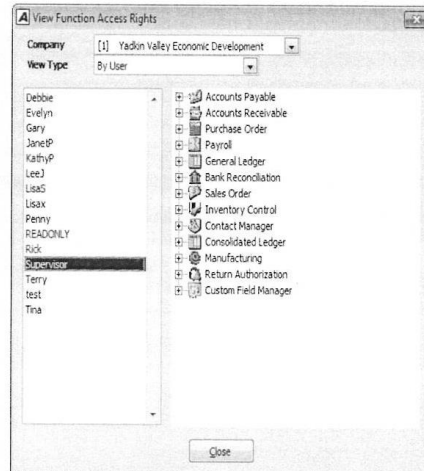 A View Function Access Rights
Company [1] Yadkin Valley Economic Development
View Type By User
Debbie
Evelyn
Gary
JanetP
KathyP
LeeJ
LisaS
Lisax
Penny
READONLY
Rick
Supervisor
Terry
test
Tina
Accounts Payable
Accounts Receivable
Purchase Order
Payroll
General Ledger
Bank Reconciliation
Sales Order
Inventory Control
Contact Manager
Consolidated Ledger
Manufacturing
Return Authorization
Custom Field Manager
Close